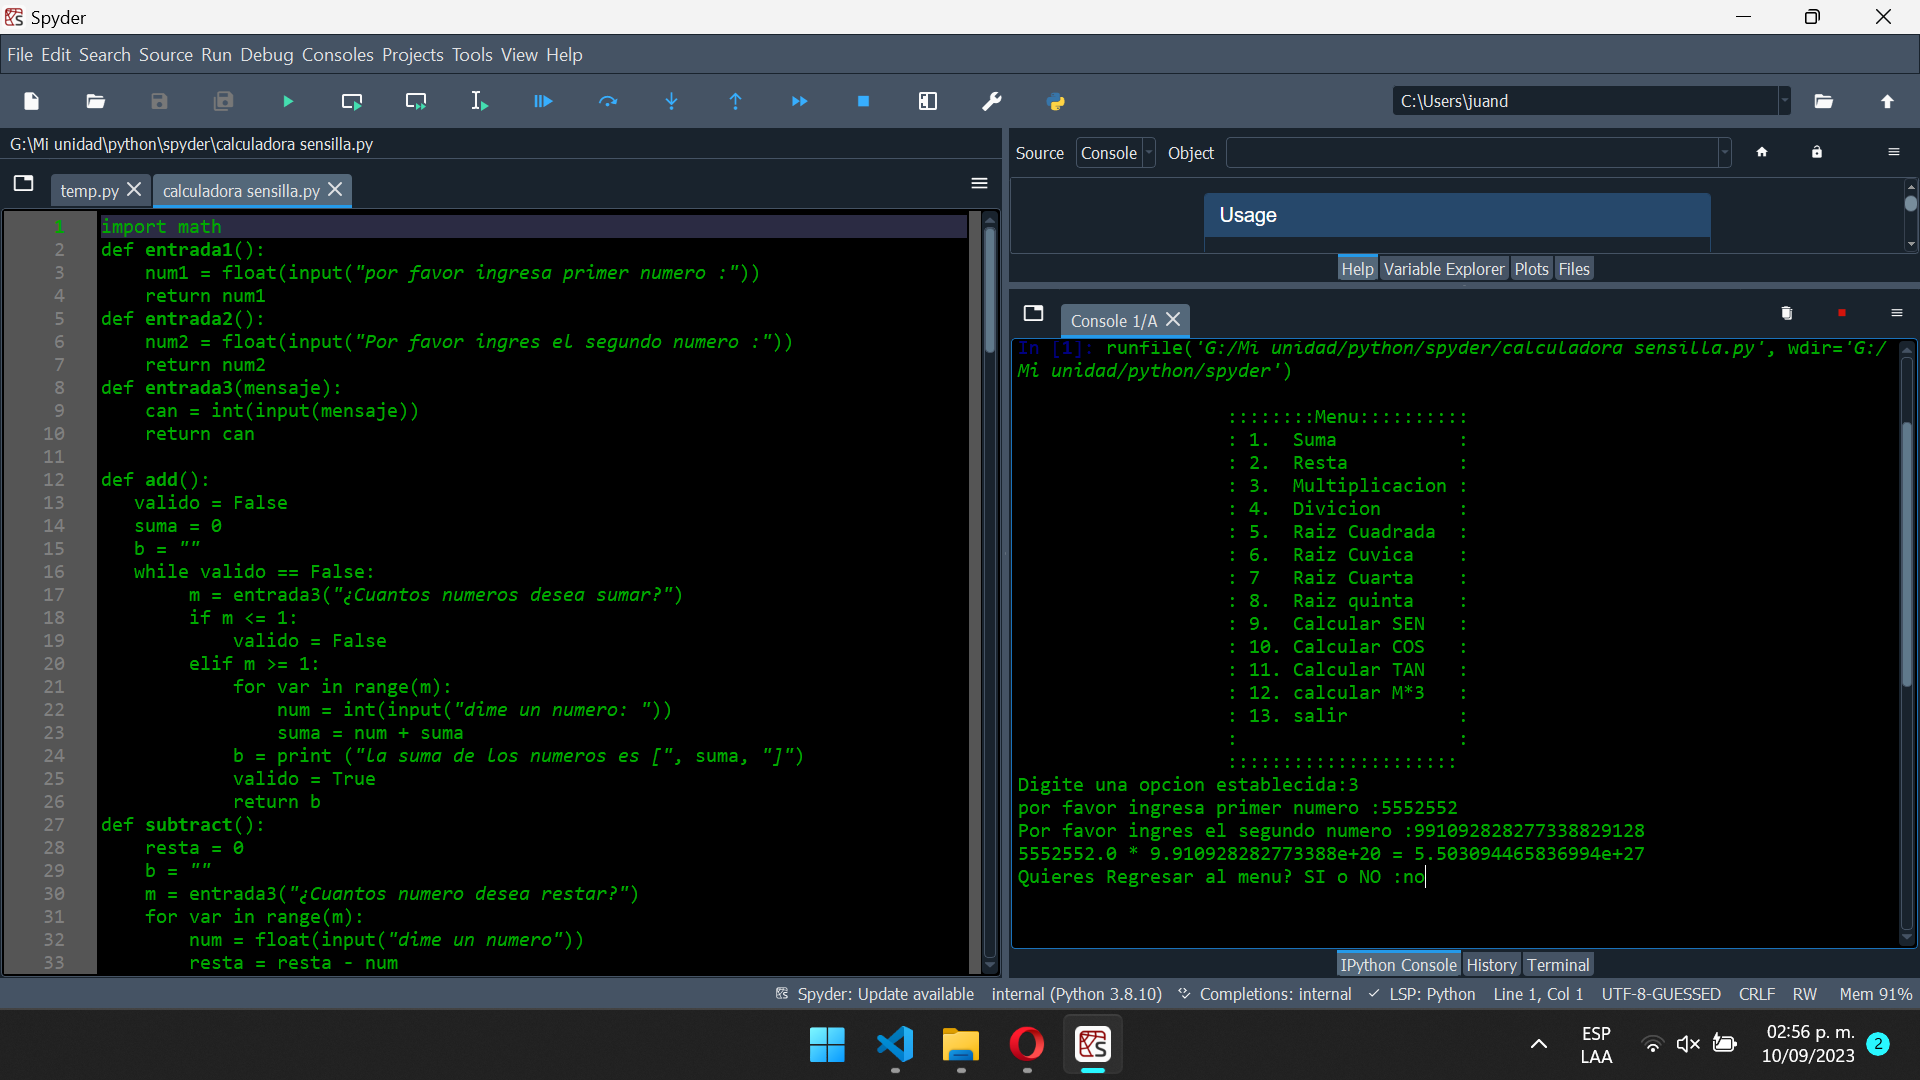 Spyder
File Edit Search Source Run Debug Consoles Projects Tools View Help
C:\Users\juand
G:\Mi unidad\python\spyder\calculadora sensilla.py
temp.py
calculadora sensilla.py
1 import math
2 def entrada1():
3     num1 = float(input("por favor ingresa primer numero :"))
4     return num1
5 def entrada2():
6     num2 = float(input("Por favor ingres el segundo numero :"))
7     return num2
8 def entrada3(mensaje):
9     can = int(input(mensaje))
10     return can
11
12 def add():
13    valido = False
14    suma = 0
15    b = ""
16    while valido == False:
17         m = entrada3("¿Cuantos numeros desea sumar?")
18         if m <= 1:
19             valido = False
20         elif m >= 1:
21             for var in range(m):
22                 num = int(input("dime un numero: "))
23                 suma = num + suma
24             b = print ("la suma de los numeros es [", suma, "]")
25             valido = True
26             return b
27 def subtract():
28     resta = 0
29     b = ""
30     m = entrada3("¿Cuantos numero desea restar?")
31     for var in range(m):
32         num = float(input("dime un numero"))
33         resta = resta - num
Source Console Object
Usage
Help Variable Explorer Plots Files
Console 1/A
In [1]: runfile('G:/Mi unidad/python/spyder/calculadora sensilla.py', wdir='G:/
Mi unidad/python/spyder')
::::::::Menu::::::::::
: 1.  Suma           :
: 2.  Resta          :
: 3.  Multiplicacion :
: 4.  Divicion       :
: 5.  Raiz Cuadrada  :
: 6.  Raiz Cuvica    :
: 7   Raiz Cuarta    :
: 8.  Raiz quinta    :
: 9.  Calcular SEN   :
: 10. Calcular COS   :
: 11. Calcular TAN   :
: 12. calcular M*3   :
: 13. salir          :
:                    :
:::::::::::::::::::::
Digite una opcion establecida:3
por favor ingresa primer numero :5552552
Por favor ingres el segundo numero :991092828277338829128
5552552.0 * 9.910928282773388e+20 = 5.503094465836994e+27
Quieres Regresar al menu? SI o NO :no
IPython Console History Terminal
Spyder: Update available internal (Python 3.8.10) Completions: internal LSP: Python Line 1, Col 1 UTF-8-GUESSED CRLF RW Mem 91%
ESP
LAA
02:56 p. m.
10/09/2023
2